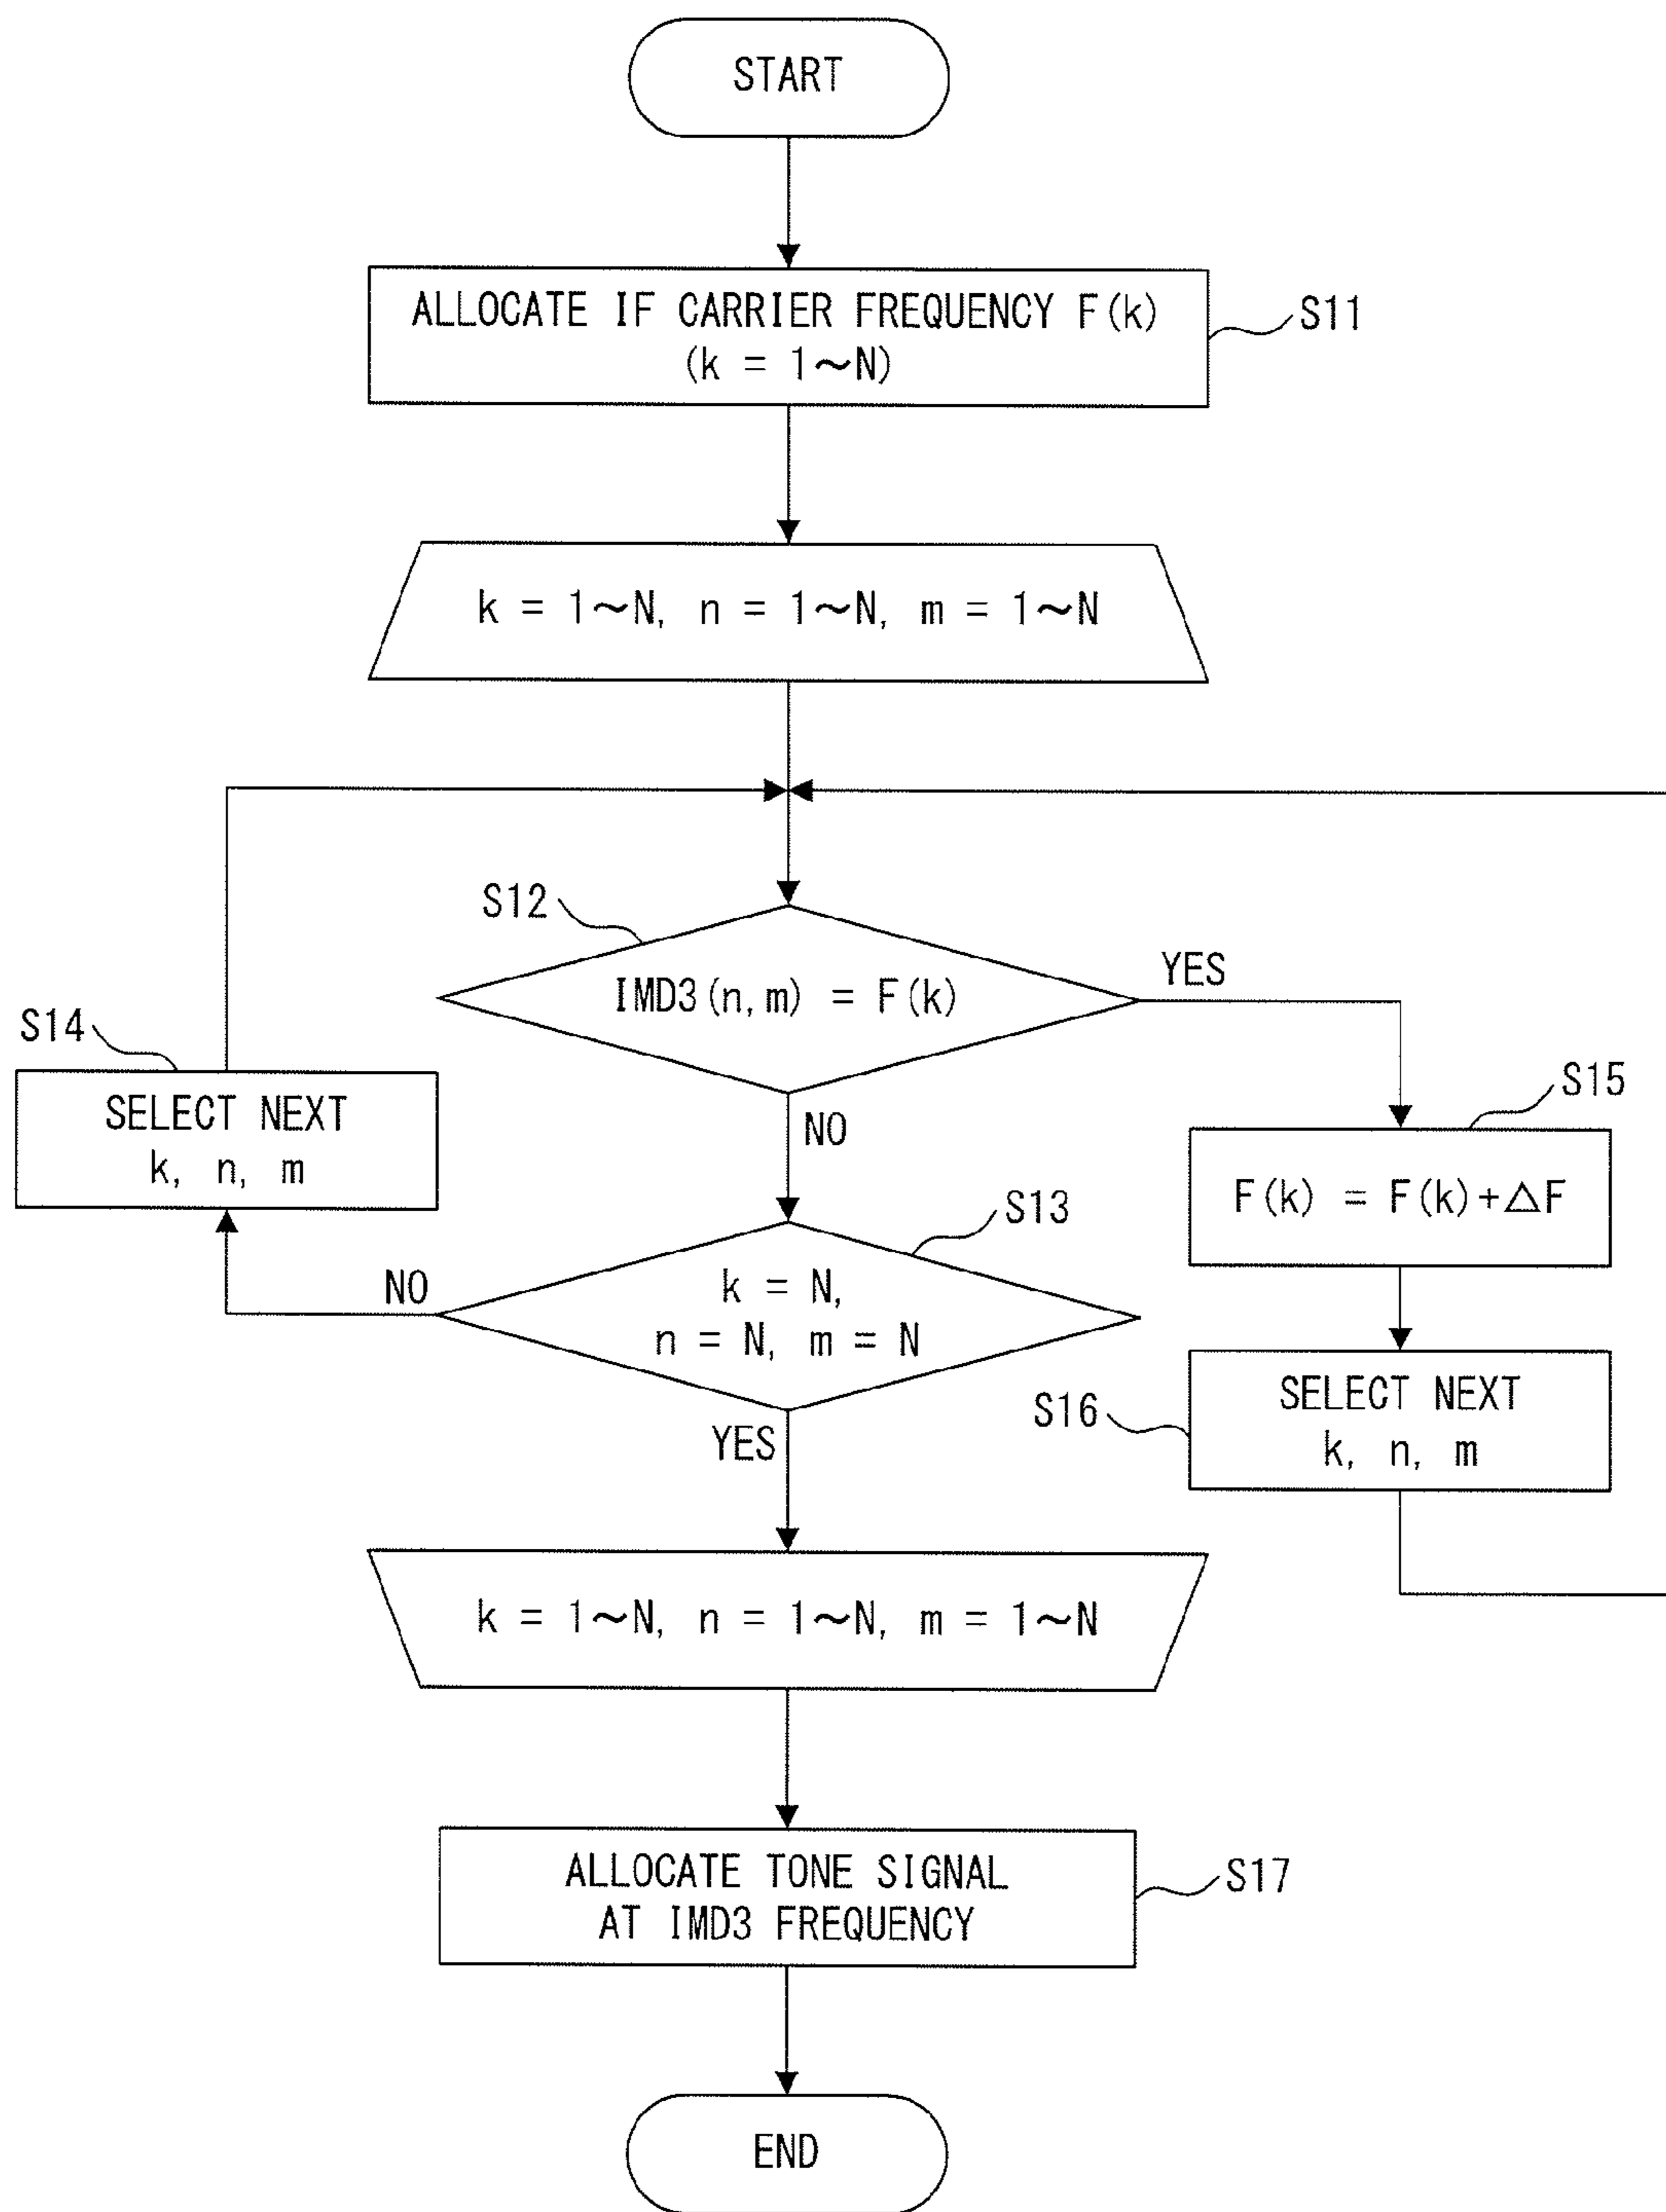 START
ALLOCATE IF CARRIER FREQUENCY F(k)
(k = 1～N)
S11
k = 1～N, n = 1～N, m = 1～N
S12
IMD3(n,m) = F(k)
YES
NO
S14
SELECT NEXT
k, n, m
S15
F(k) = F(k)+△F
S13
k = N,
n = N, m = N
NO
YES
S16
SELECT NEXT
k, n, m
k = 1～N, n = 1～N, m = 1～N
ALLOCATE TONE SIGNAL
AT IMD3 FREQUENCY
S17
END